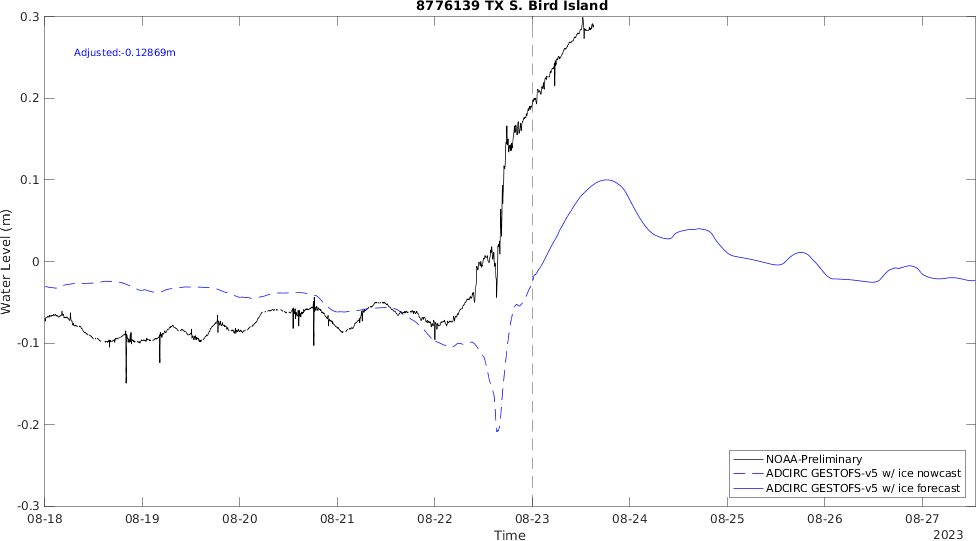 8776139 TX S. Bird Island
Adjusted:-0.12869m
Water Level (m)
0.3
0.2
0.1
0
-0.1
-0.2
-0.3
NOAA-Preliminary
ADCIRC GESTOFS-v5 w/ ice nowcast
ADCIRC GESTOFS-v5 w/ ice forecast
08-18 08-19 08-20 08-21 08-22 08-23 08-24 08-25 08-26 08-27
Time
2023